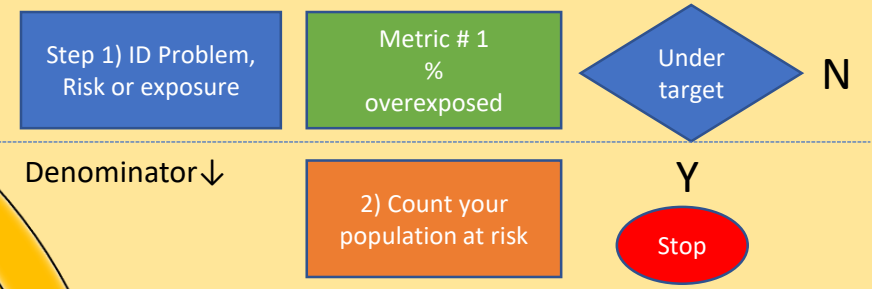 Step 1) ID Problem,
Risk or exposure
Metric # 1
%
overexposed
Under
target
N
Denominator↓
2) Count your
population at risk
Y
Stop